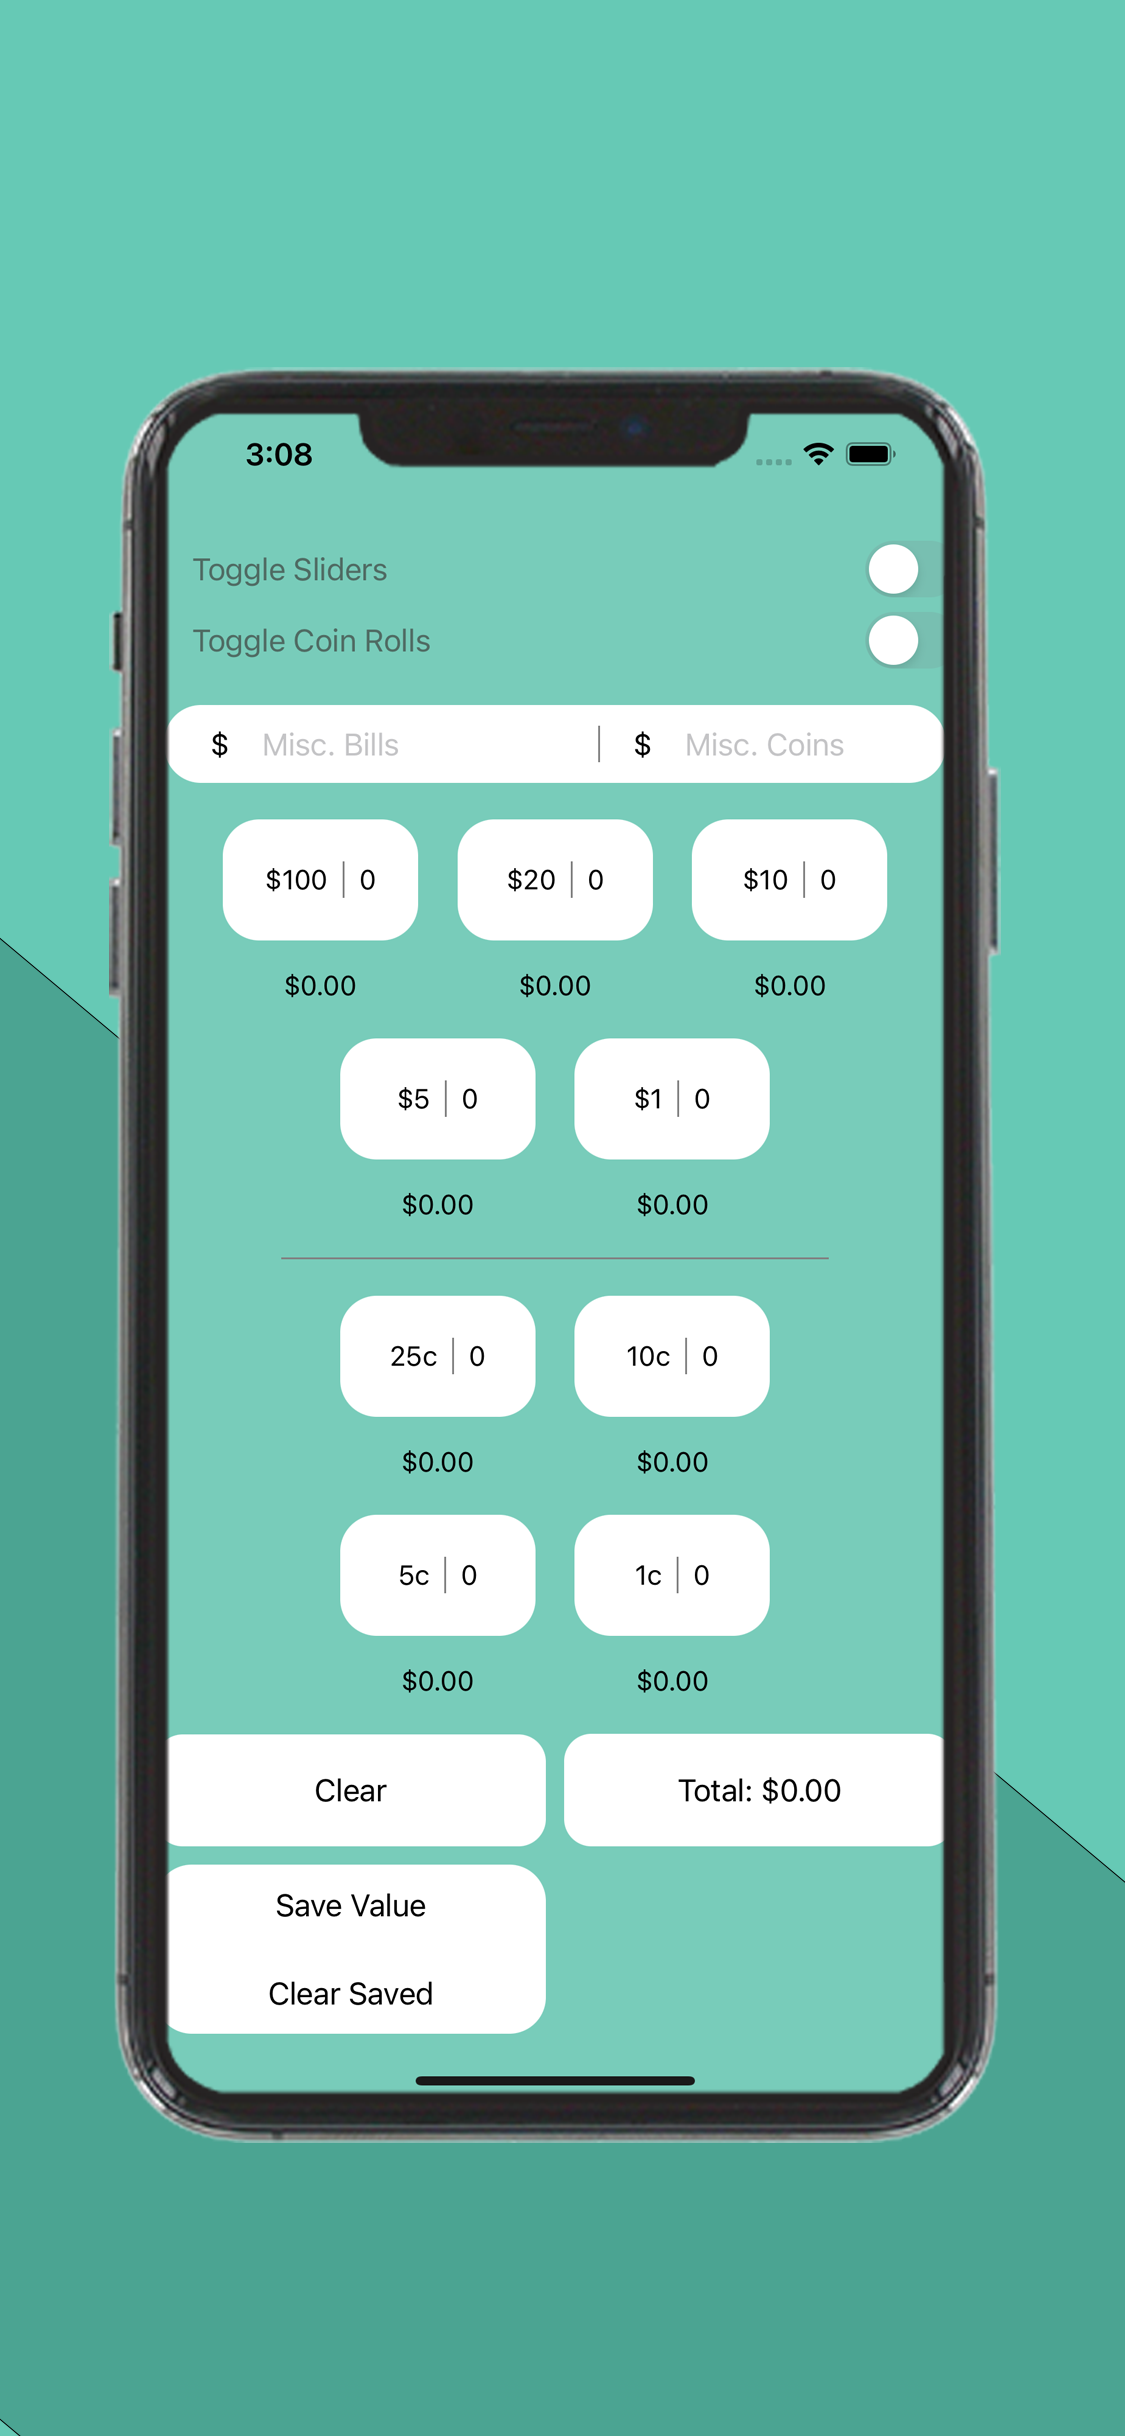 3:08
Toggle Sliders
Toggle Coin Rolls
$ Misc. Bills | $ Misc. Coins
$100 | 0 $20 | 0 $10 | 0
$0.00 $0.00 $0.00
$5 | 0 $1 | 0
$0.00 $0.00
25c | 0 10c | 0
$0.00 $0.00
5c | 0 1c | 0
$0.00 $0.00
Clear Total: $0.00
Save Value
Clear Saved